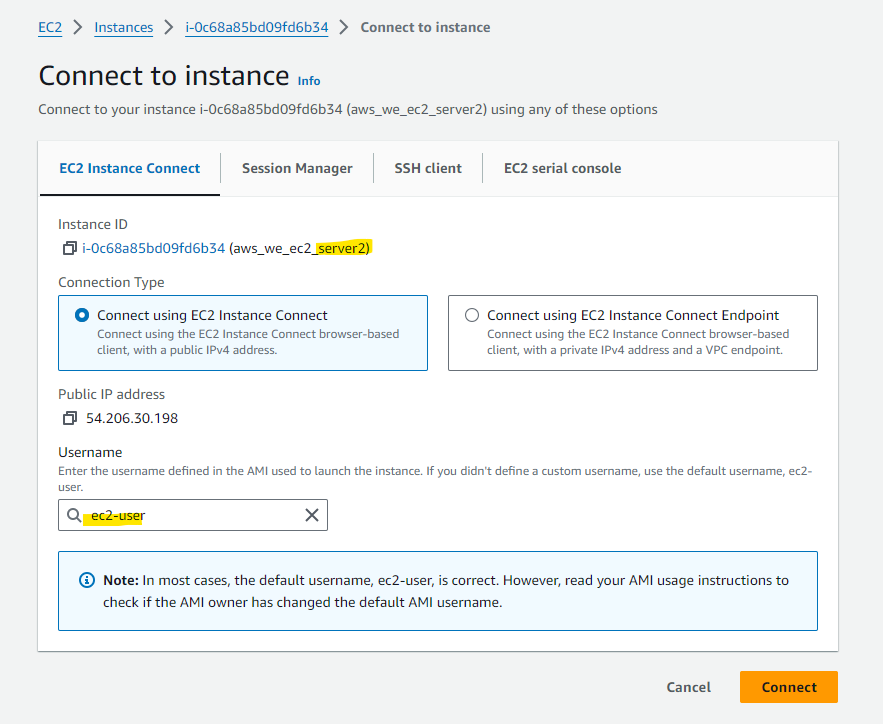 EC2 > Instances > i-0c68a85bd09fd6b34 > Connect to instance
Connect to instance Info
Connect to your instance i-0c68a85bd09fd6b34 (aws_we_ec2_server2) using any of these options
EC2 Instance Connect
Session Manager
SSH client
EC2 serial console
Instance ID
i-0c68a85bd09fd6b34 (aws_we_ec2_server2)
Connection Type
Connect using EC2 Instance Connect
Connect using the EC2 Instance Connect browser-based
client, with a public IPv4 address.
Connect using EC2 Instance Connect Endpoint
Connect using the EC2 Instance Connect browser-based
client, with a private IPv4 address and a VPC endpoint.
Public IP address
54.206.30.198
Username
Enter the username defined in the AMI used to launch the instance. If you didn't define a custom username, use the default username, ec2-
user.
ec2-user
Note: In most cases, the default username, ec2-user, is correct. However, read your AMI usage instructions to
check if the AMI owner has changed the default AMI username.
Cancel
Connect